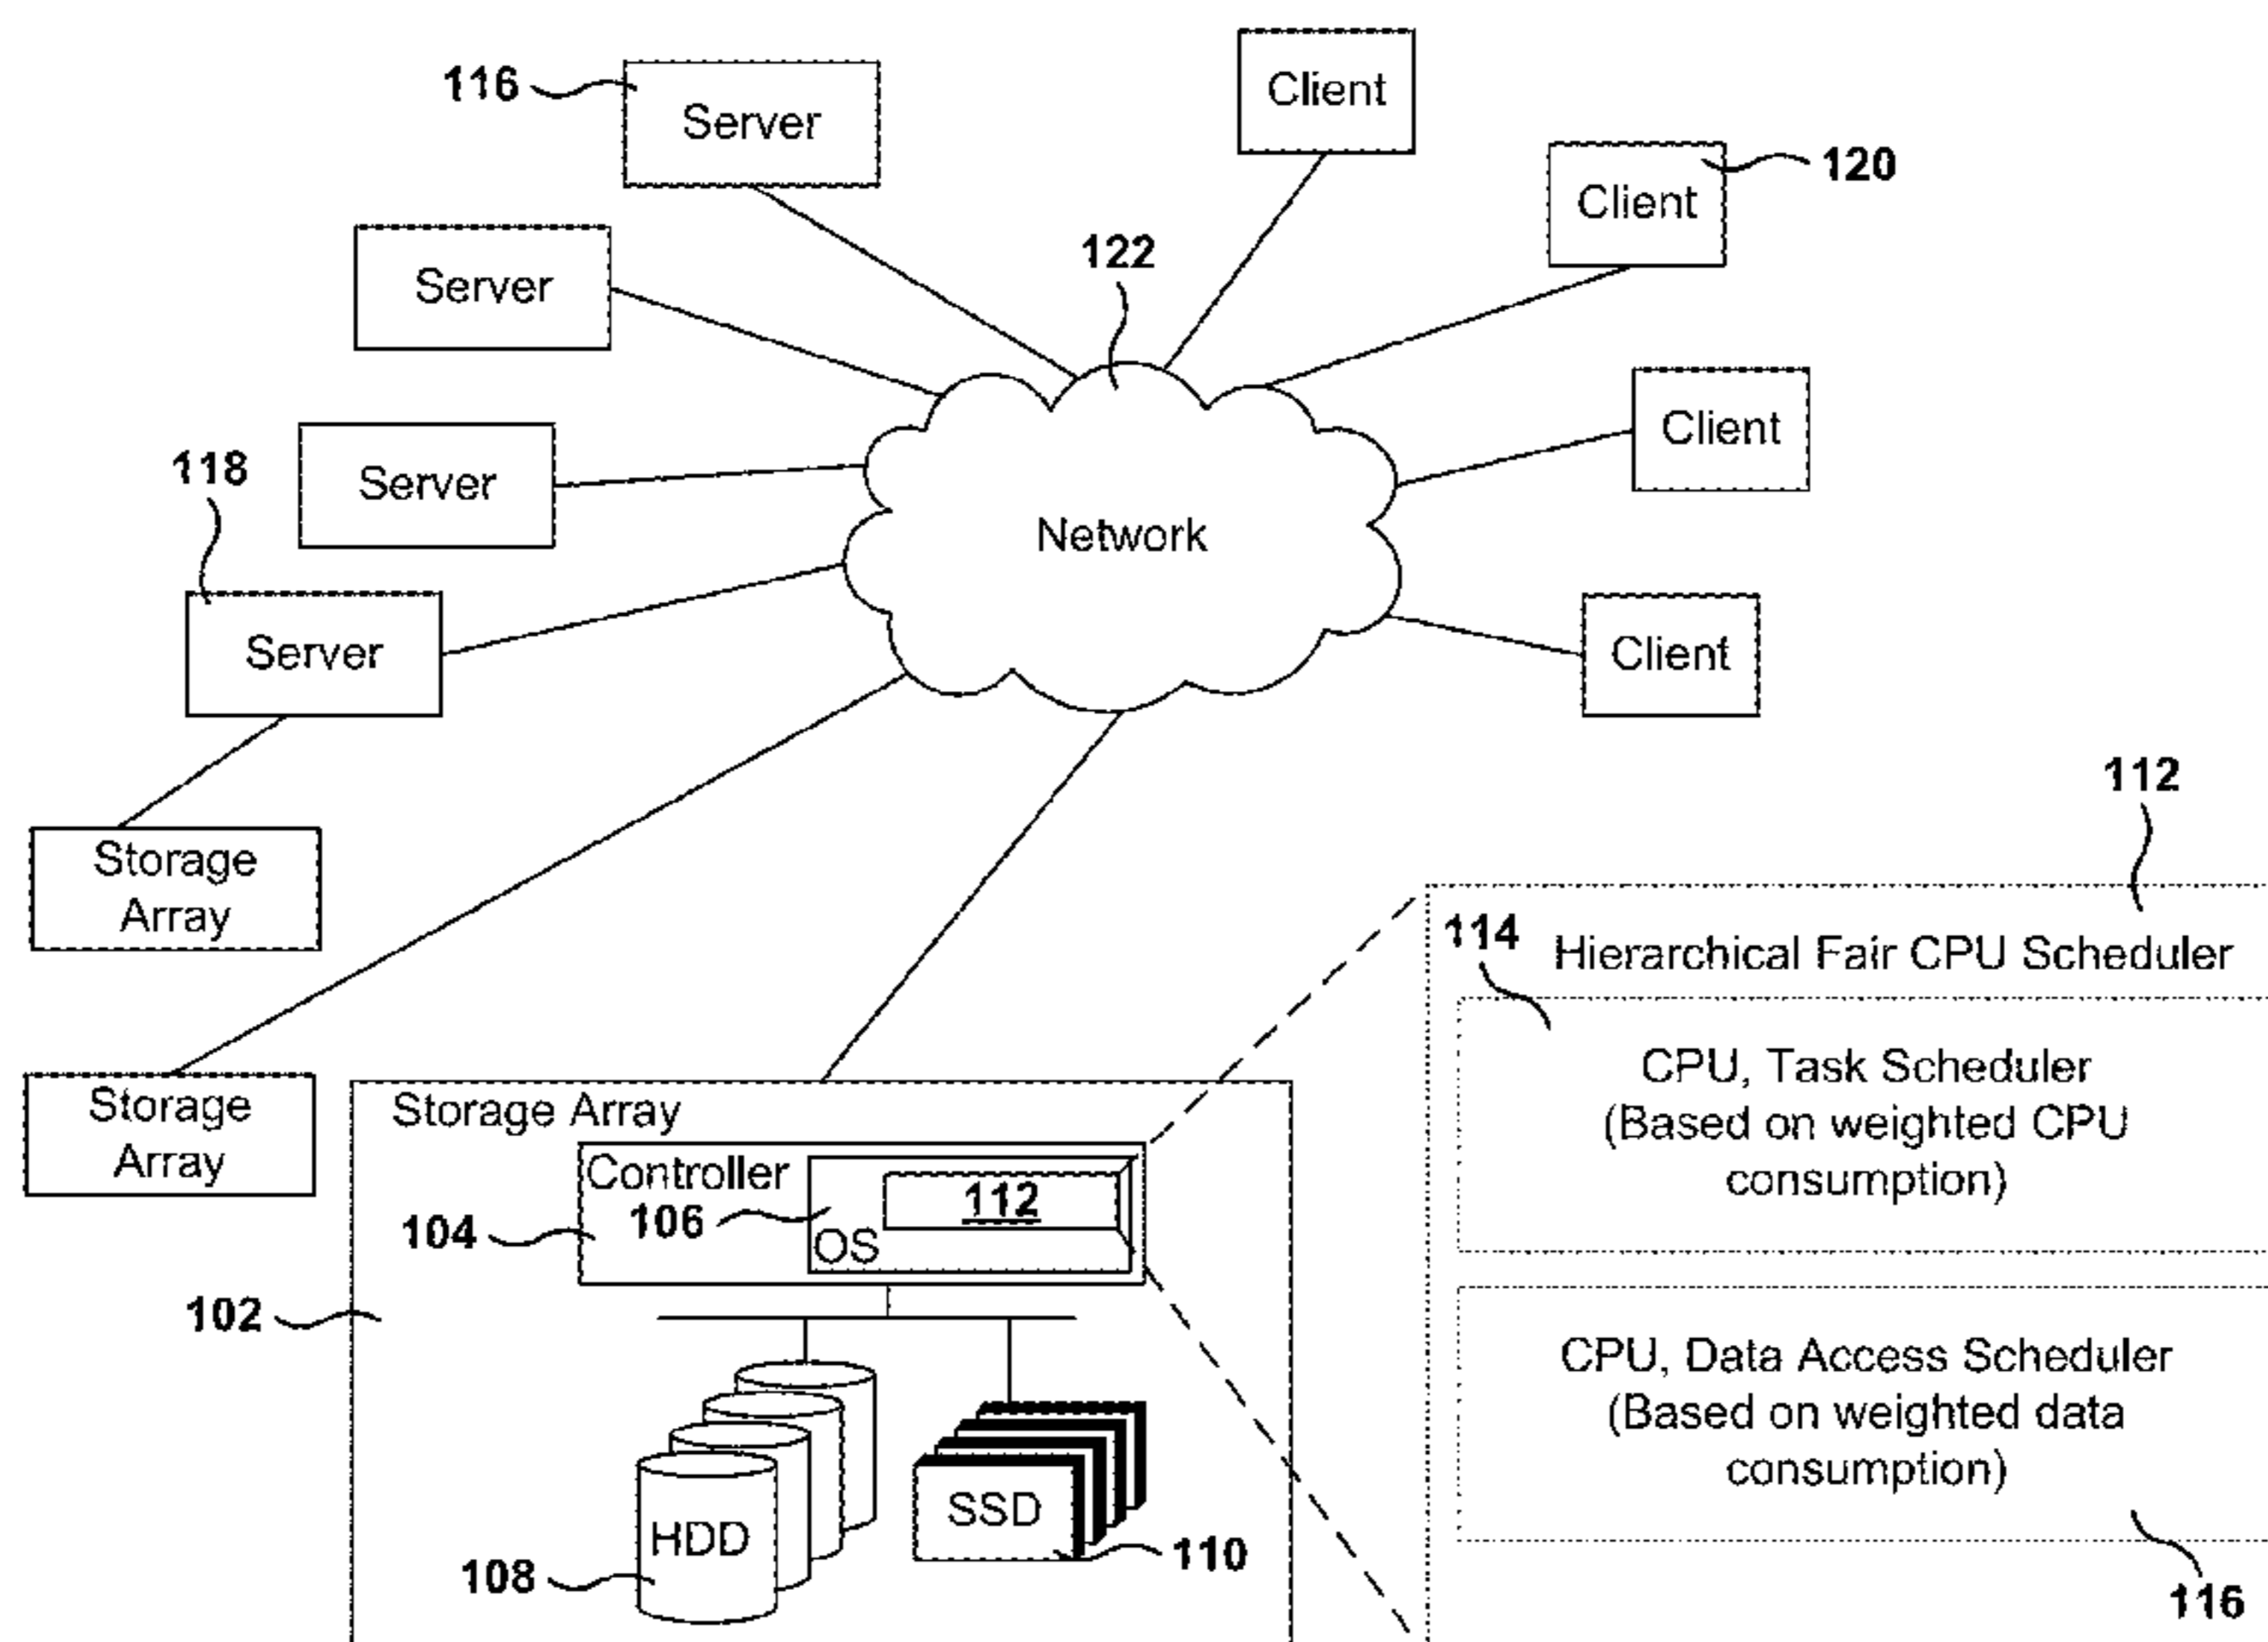 116
Server
Client
Client
120
Server
122
Client
118
Server
Network
Server
Client
112
Storage
Array
114
Hierarchical Fair CPU Scheduler
CPU, Task Scheduler
(Based on weighted CPU
consumption)
Storage
Array
Storage Array
Controller
112
106
OS
104
102
CPU, Data Access Scheduler
(Based on weighted data
consumption)
HDD
SSD
108
110
116